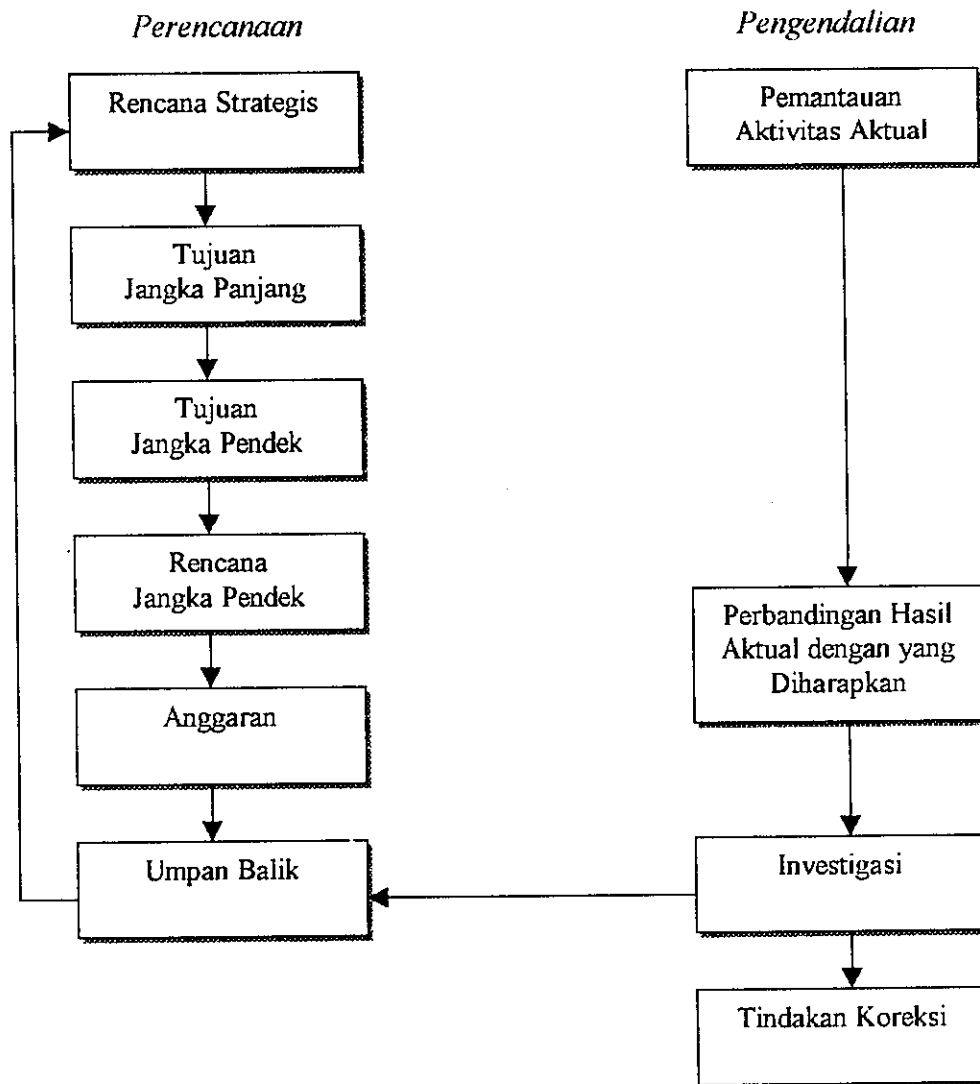 Perencanaan
Rencana Strategis
Tujuan
Jangka Panjang
Tujuan
Jangka Pendek
Rencana
Jangka Pendek
Anggaran
Umpan Balik
Pengendalian
Pemantauan
Aktivitas Aktual
Perbandingan Hasil
Aktual dengan yang
Diharapkan
Investigasi
Tindakan Koreksi